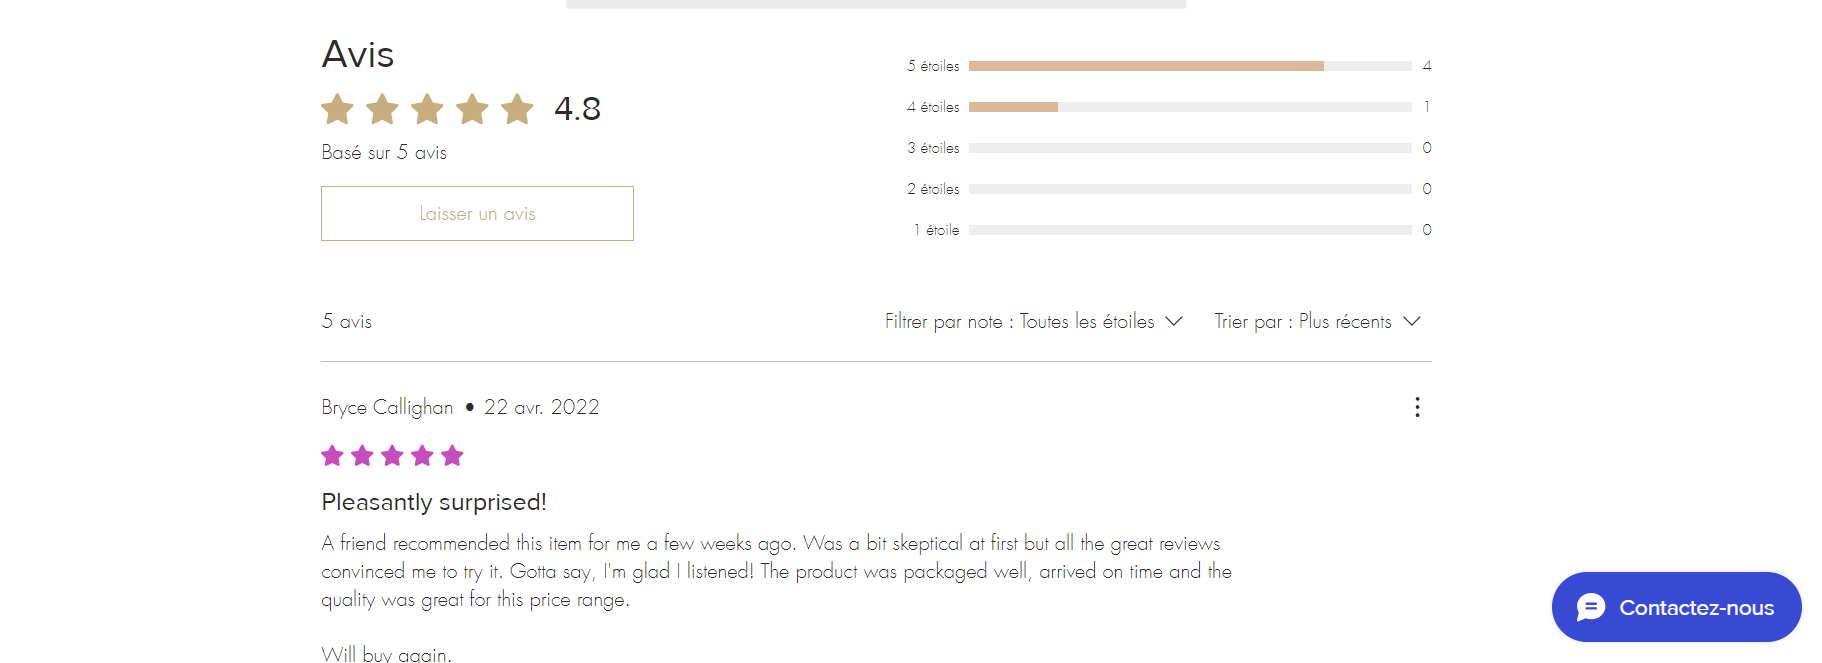 Avis
4.8
Basé sur 5 avis
Laisser un avis
5 étoiles 4
4 étoiles 1
3 étoiles 0
2 étoiles 0
1 étoile 0
5 avis
Filtrer par note : Toutes les étoiles
Trier par : Plus récents
Bryce Callighan • 22 avr. 2022
Pleasantly surprised!
A friend recommended this item for me a few weeks ago. Was a bit skeptical at first but all the great reviews
convinced me to try it. Gotta say, I'm glad I listened! The product was packaged well, arrived on time and the
quality was great for this price range.
Will buy again.
Contactez-nous